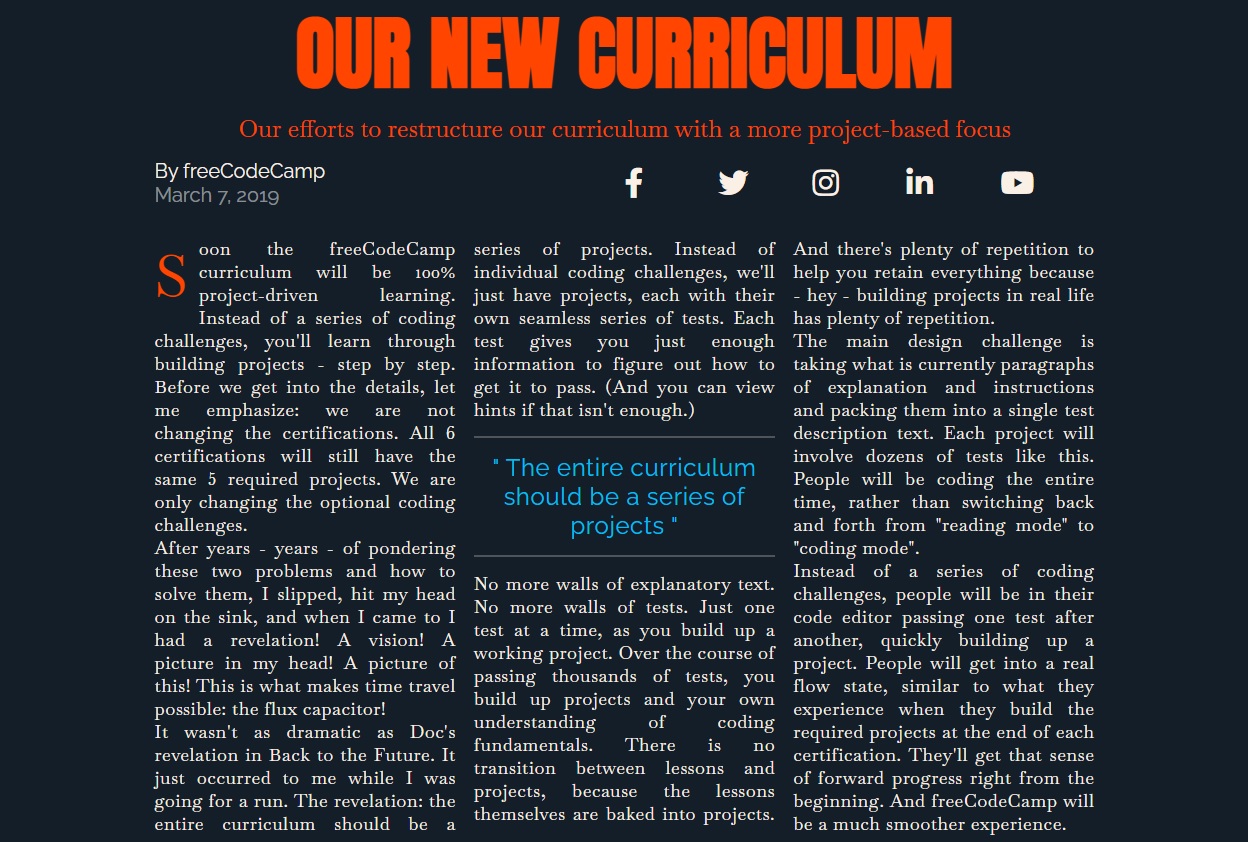 OUR NEW CURRICULUM
Our efforts to restructure our curriculum with a more project-based focus
By freeCodeCamp
March 7, 2019
Soon the freeCodeCamp
curriculum will be 100%
project-driven learning.
Instead of a series of coding
challenges, you'll learn through
building projects - step by step.
Before we get into the details, let
me emphasize: we are not
changing the certifications. All 6
certifications will still have the
same 5 required projects. We are
only changing the optional coding
challenges.
After years - years - of pondering
these two problems and how to
solve them, I slipped, hit my head
on the sink, and when I came to I
had a revelation! A vision! A
picture in my head! A picture of
this! This is what makes time travel
possible: the flux capacitor!
It wasn't as dramatic as Doc's
revelation in Back to the Future. It
just occurred to me while I was
going for a run. The revelation: the
entire curriculum should be a
series of projects. Instead of
individual coding challenges, we'll
just have projects, each with their
own seamless series of tests. Each
test gives you just enough
information to figure out how to
get it to pass. (And you can view
hints if that isn't enough.)
" The entire curriculum
should be a series of
projects "
No more walls of explanatory text.
No more walls of tests. Just one
test at a time, as you build up a
working project. Over the course of
passing thousands of tests, you
build up projects and your own
understanding of coding
fundamentals. There is no
transition between lessons and
projects, because the lessons
themselves are baked into projects.
And there's plenty of repetition to
help you retain everything because
- hey - building projects in real life
has plenty of repetition.
The main design challenge is
taking what is currently paragraphs
of explanation and instructions
and packing them into a single test
description text. Each project will
involve dozens of tests like this.
People will be coding the entire
time, rather than switching back
and forth from "reading mode" to
"coding mode".
Instead of a series of coding
challenges, people will be in their
code editor passing one test after
another, quickly building up a
project. People will get into a real
flow state, similar to what they
experience when they build the
required projects at the end of each
certification. They'll get that sense
of forward progress right from the
beginning. And freeCodeCamp will
be a much smoother experience.